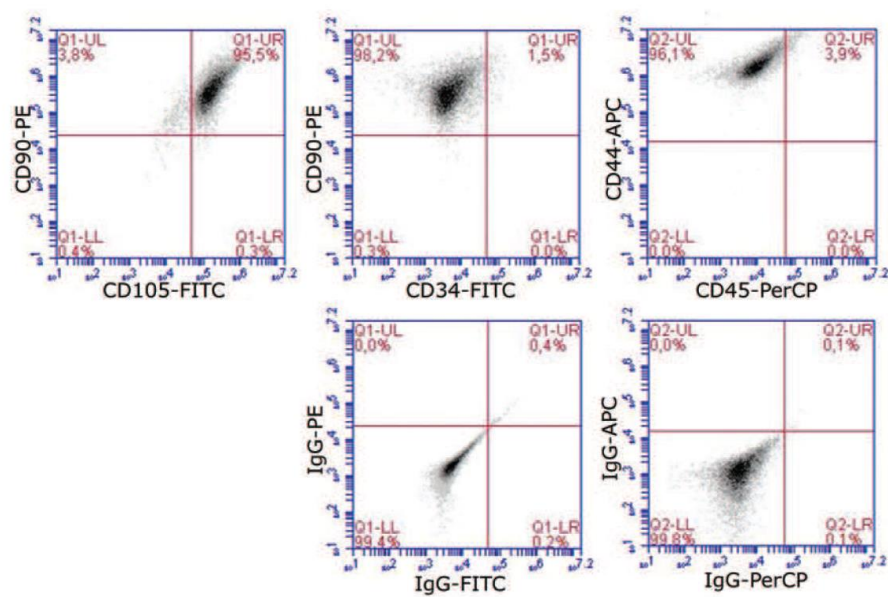 Q1-UL Q1-UR
3,8% 95,5%
CD90-PE
Q1-LL Q1-LR
0.4% 0.3%
CD105-FITC
Q1-UL Q1-UR
98,2% 1,5%
CD90-PE
Q1-LL Q1-LR
0.3% 0.0%
CD34-FITC
Q2-UL Q2-UR
96,1% 3,9%
CD44-APC
Q2-LL Q2-LR
0.0% 0.0%
CD45-PerCP
Q1-UL Q1-UR
0,0% 0,4%
IgG-PE
Q1-LL Q1-LR
99.4% 0.2%
IgG-FITC
Q2-UL Q2-UR
0,0% 0,1%
IgG-APC
Q2-LL Q2-LR
99.8% 0.1%
IgG-PerCP